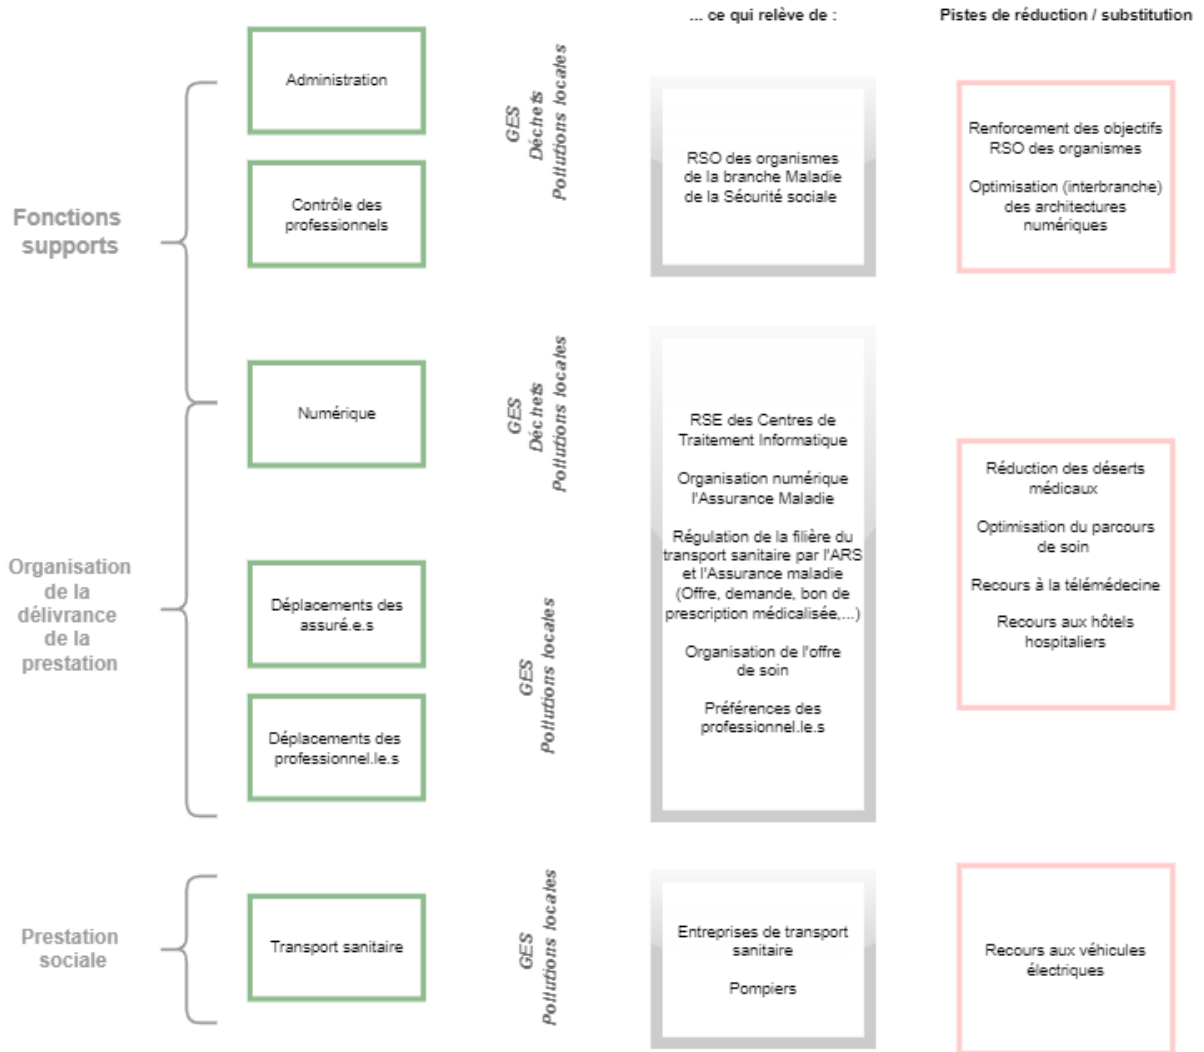 ... ce qui relève de :
Pistes de réduction / substitution
Fonctions
supports
Administration
GES
Déchets
Pollutions locales
Contrôle des
professionnels
RSO des organismes
de la branche Maladie
de la Sécurité sociale
Renforcement des objectifs
RSO des organismes
Optimisation (interbranche)
des architectures
numériques
Numérique
GES
Déchets
Pollutions locales
Organisation
de la
délivrance
de la
prestation
Déplacements des
assuré.e.s
Déplacements des
professionnel.le.s
GES
Pollutions locales
RSE des Centres de
Traitement Informatique
Organisation numérique
l'Assurance Maladie
Régulation de la filière du
transport sanitaire par l'ARS
et l'Assurance maladie
(Offre, demande, bon de
prescription médicalisée,...)
Organisation de l'offre
de soin
Préférences des
professionnel.le.s
Réduction des déserts
médicaux
Optimisation du parcours
de soin
Recours à la télémédecine
Recours aux hôtels
hospitaliers
Prestation
sociale
Transport sanitaire
GES
Pollutions locales
Entreprises de transport
sanitaire
Pompiers
Recours aux véhicules
électriques